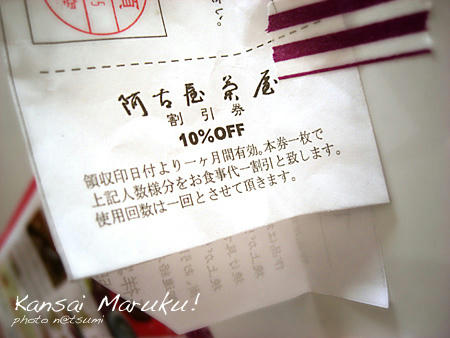 さい。
阿古屋茶屋
割引券
10%OFF
領収印日付より一ヶ月間有効。本券一枚で
上記人数様分をお食事代一割引と致します。
使用回数は一回とさせて頂きます。
Kansai Maruku!
photo n@tsumi